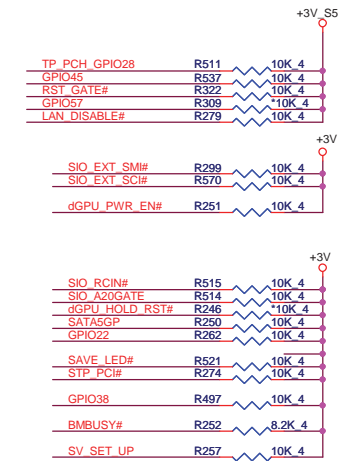 +3V_S5
TP_PCH_GPIO28 R511 10K_4
GPIO45 R537 10K_4
RST_GATE# R322 10K_4
GPIO57 R309 *10K_4
LAN_DISABLE# R279 10K_4
+3V
SIO_EXT_SMI# R299 10K_4
SIO_EXT_SCI# R570 10K_4
dGPU_PWR_EN# R251 10K_4
+3V
SIO_RCIN# R515 10K_4
SIO_A20GATE R514 10K_4
dGPU_HOLD_RST# R246 *10K_4
SATA5GP R250 10K_4
GPIO22 R262 10K_4
SAVE_LED# R521 10K_4
STP_PCI# R274 10K_4
GPIO38 R497 10K_4
BMBUSY# R252 8.2K_4
SV_SET_UP R257 10K_4